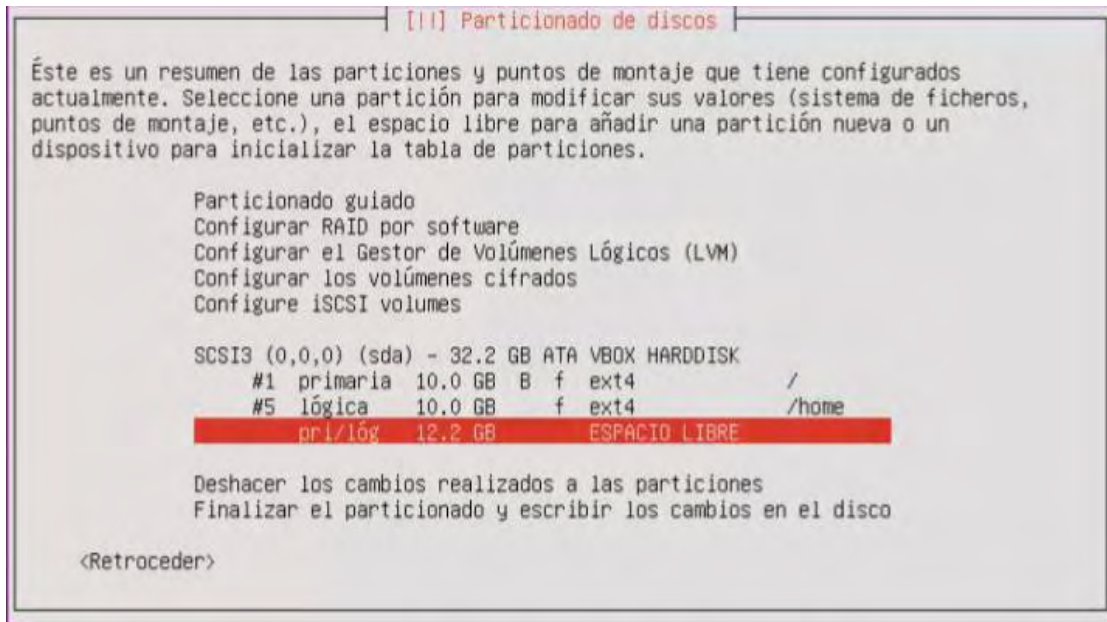 [!!] Particionado de discos
Éste es un resumen de las particiones y puntos de montaje que tiene configurados
actualmente. Seleccione una partición para modificar sus valores (sistema de ficheros,
puntos de montaje, etc.), el espacio libre para añadir una partición nueva o un
dispositivo para inicializar la tabla de particiones.
Particionado guiado
Configurar RAID por software
Configurar el Gestor de Volúmenes Lógicos (LVM)
Configurar los volúmenes cifrados
Configure iSCSI volumes
SCSI3 (0,0,0) (sda) - 32.2 GB ATA VBOX HARDDISK
#1 primaria 10.0 GB B f ext4 /
#5 lógica 10.0 GB f ext4 /home
pri/lóg 12.2 GB ESPACIO LIBRE
Deshacer los cambios realizados a las particiones
Finalizar el particionado y escribir los cambios en el disco
<Retroceder>